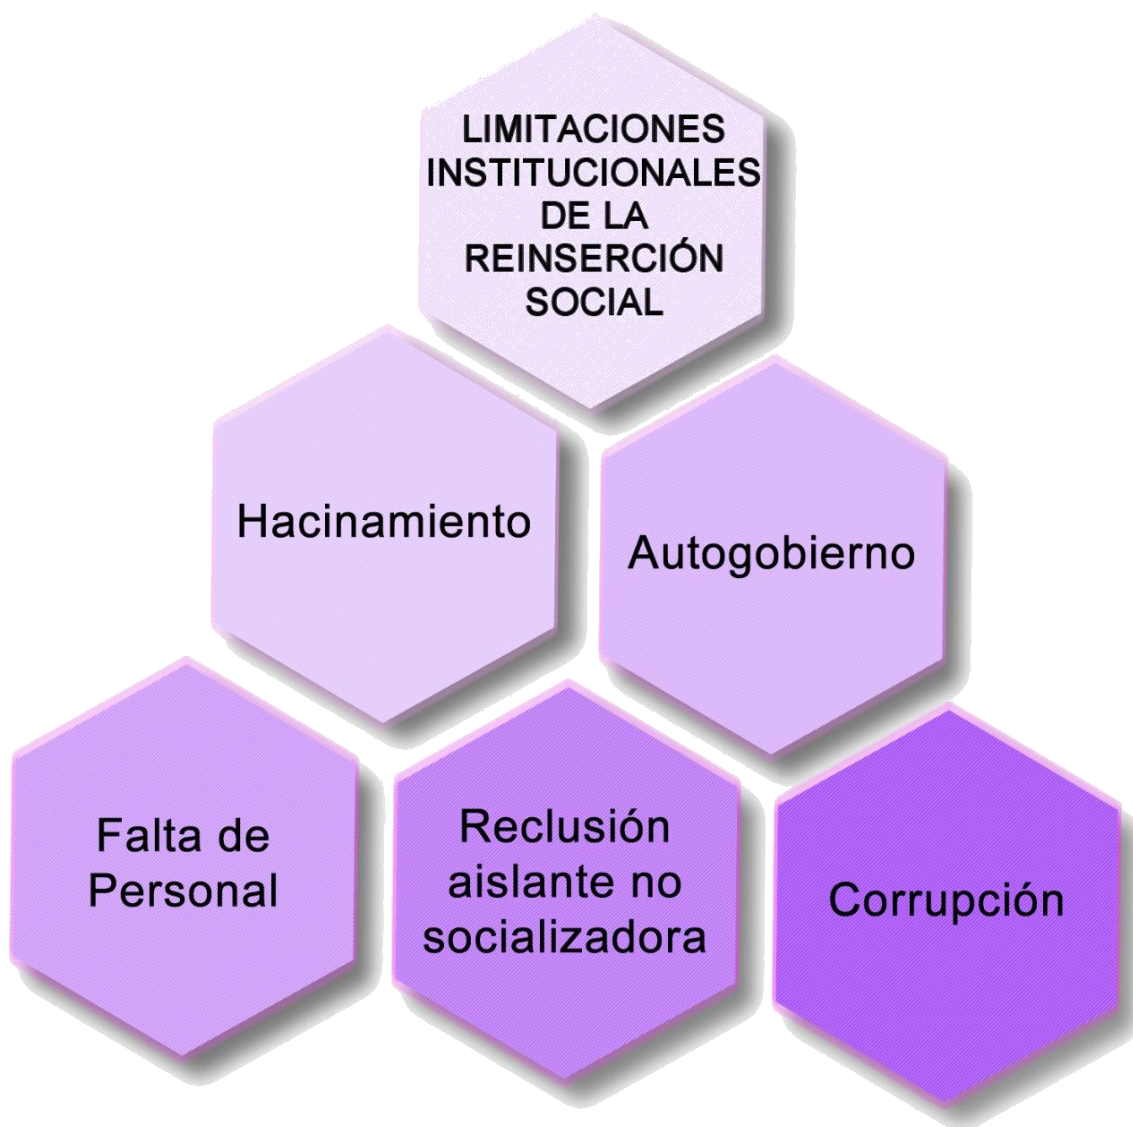 LIMITACIONES
INSTITUCIONALES
DE LA
REINSERCIÓN
SOCIAL
Hacinamiento
Autogobierno
Falta de
Personal
Reclusión
aislante no
socializadora
Corrupción